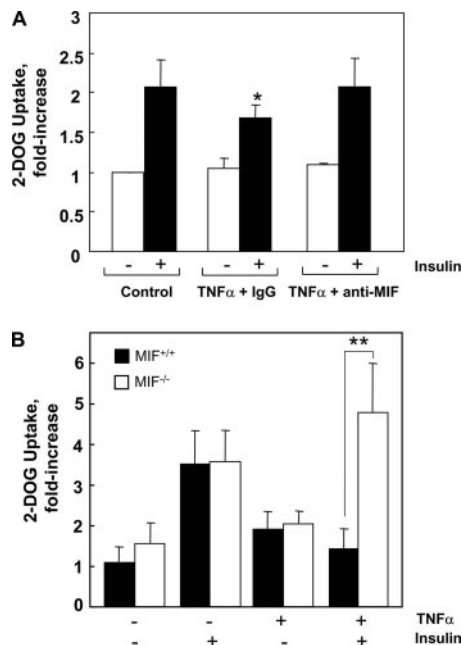 A
2-DOG Uptake,
fold-increase
3
2.5
2
1.5
1
0.5
*
- + - + - + Insulin
Control TNFα + IgG TNFα + anti-MIF
B
MIF+/+
MIF-/-
**
2-DOG Uptake,
fold-increase
6
5
4
3
2
1
0
- - + + TNFα
- + - + Insulin